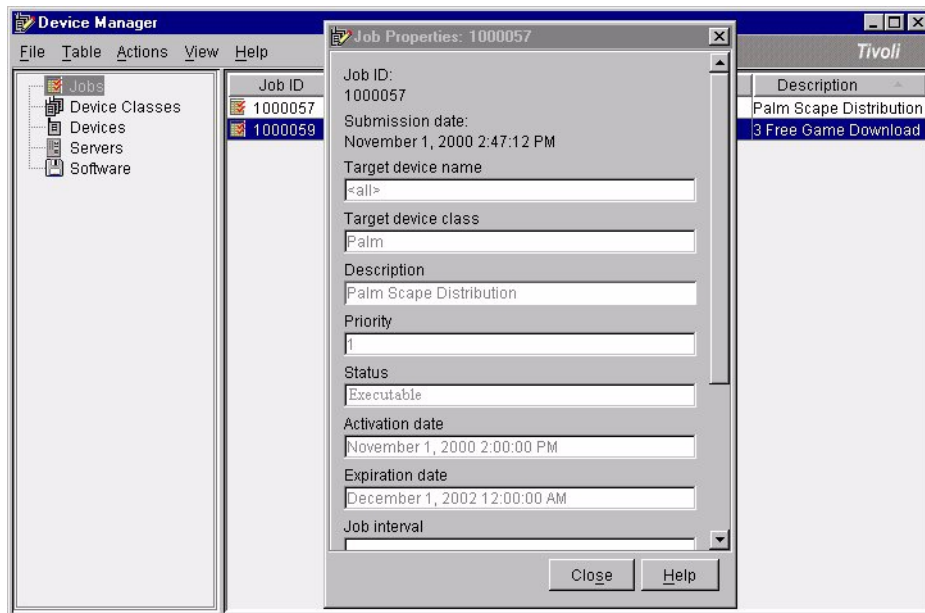 Device Manager
File Table Actions View Help
Tivoli
Jobs
Device Classes
Devices
Servers
Software
Job ID
Description
1000057
Palm Scape Distribution
1000059
3 Free Game Download
Job Properties: 1000057
Job ID:
1000057
Submission date:
November 1, 2000 2:47:12 PM
Target device name
<all>
Target device class
Palm
Description
Palm Scape Distribution
Priority
1
Status
Executable
Activation date
November 1, 2000 2:00:00 PM
Expiration date
December 1, 2002 12:00:00 AM
Job interval
Close Help